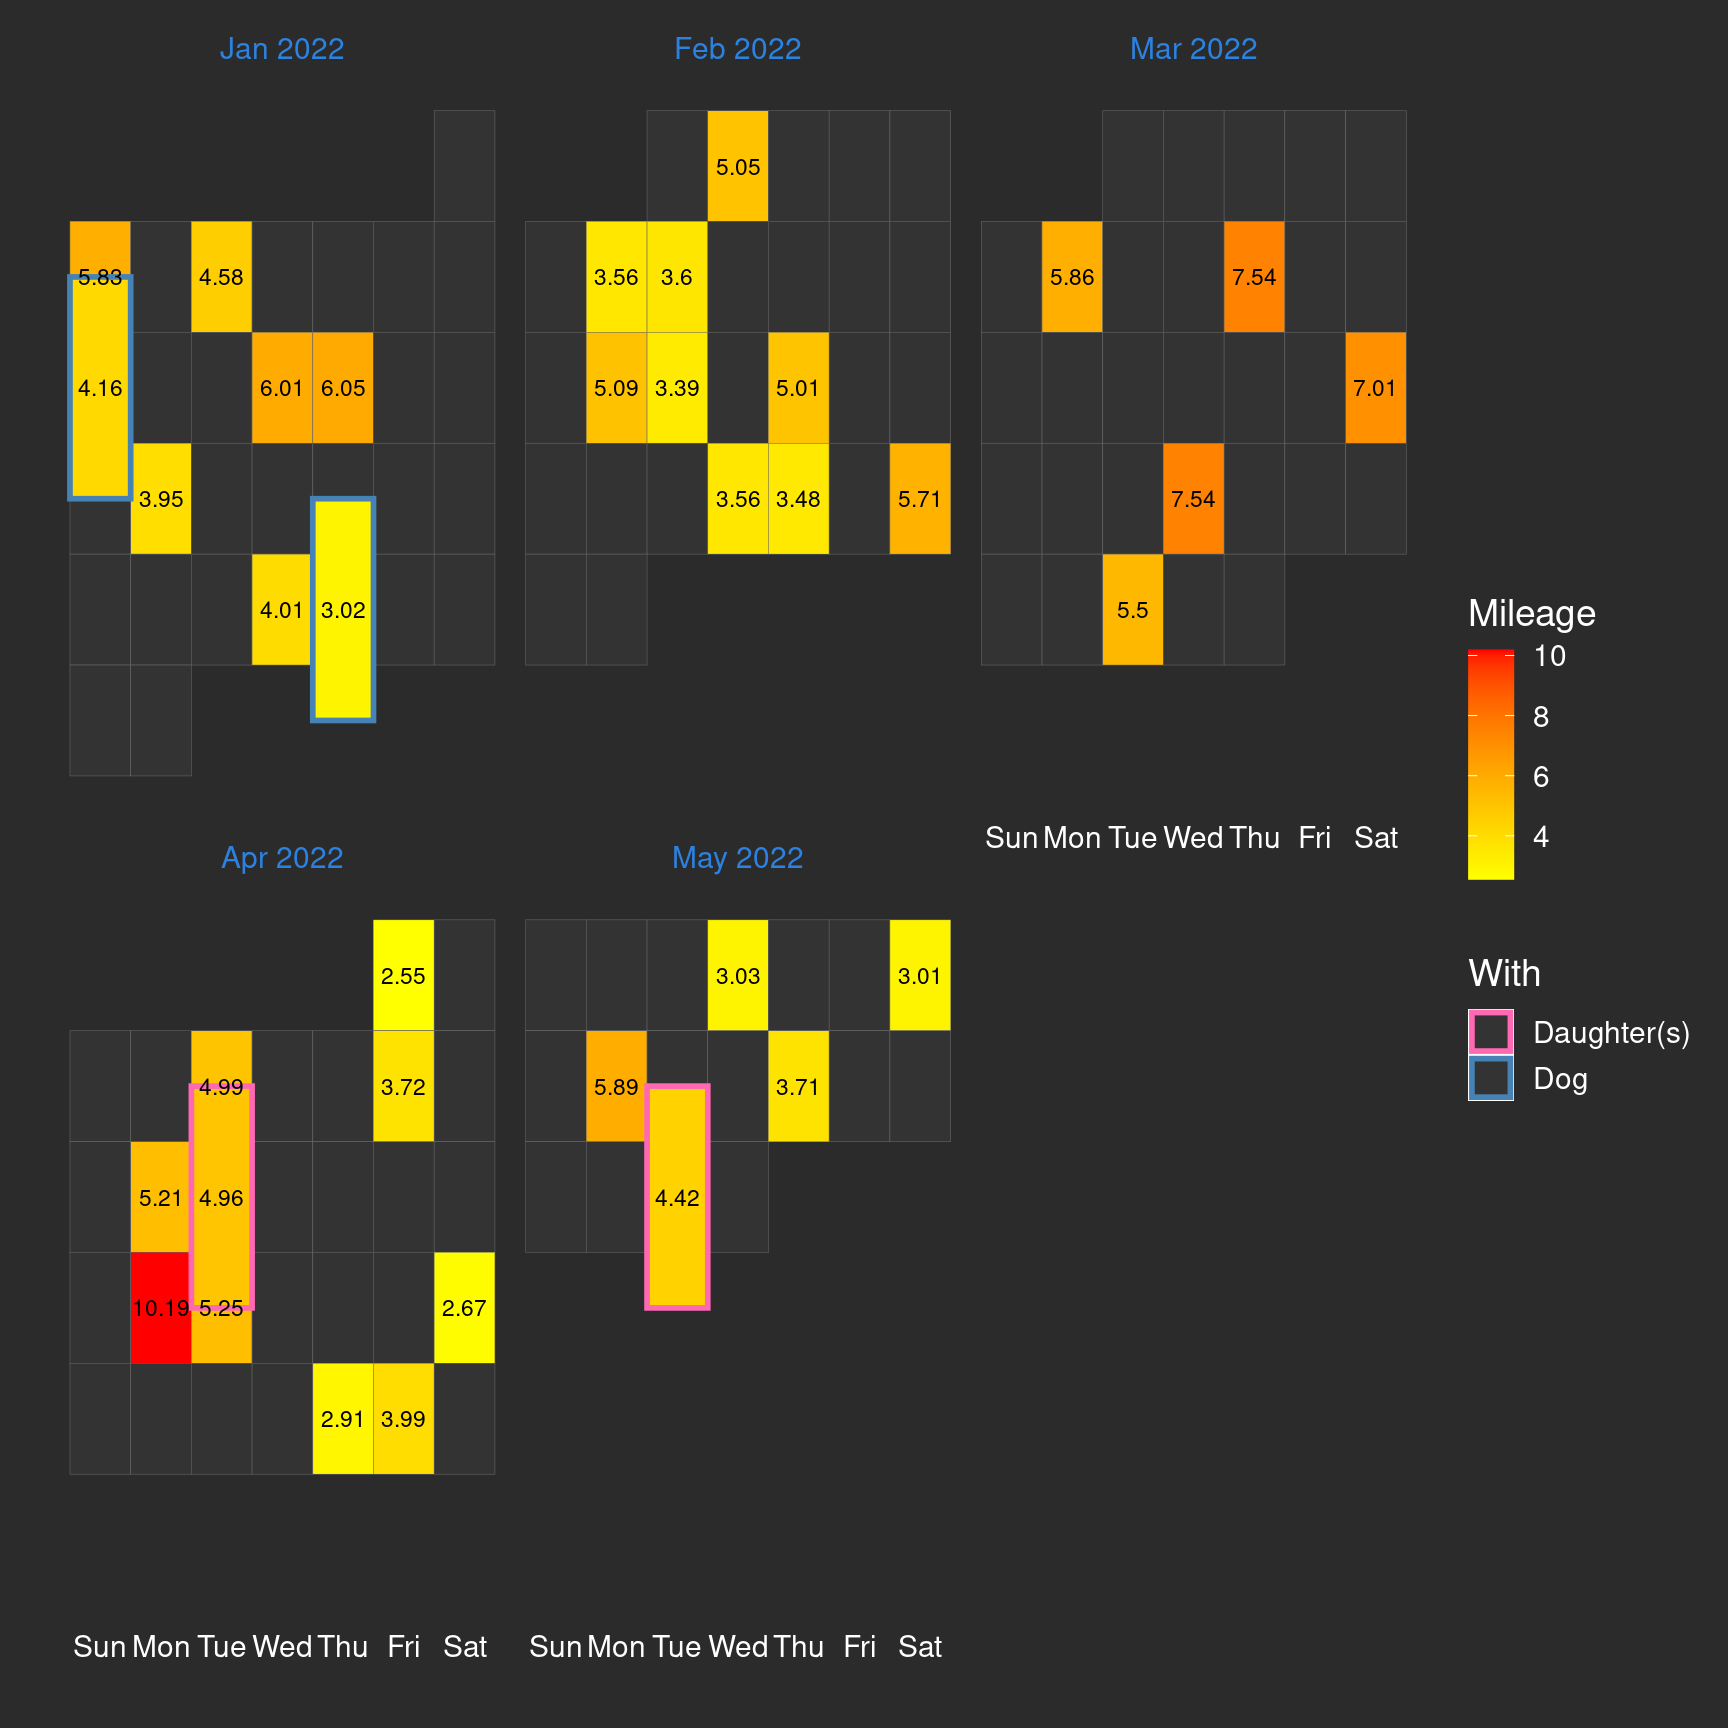 Jan 2022 Feb 2022 Mar 2022
5.05
5.83 4.58 3.56 3.6 5.86 7.54
4.16 6.01 6.05 5.09 3.39 5.01 7.01
3.95 3.56 3.48 5.71 7.54
4.01 3.02 5.5
Sun Mon Tue Wed Thu Fri Sat
Apr 2022 May 2022
2.55 3.03 3.01
4.99 3.72 5.89 3.71
5.21 4.96 4.42
10.19 5.25 2.67
2.91 3.99
Sun Mon Tue Wed Thu Fri Sat Sun Mon Tue Wed Thu Fri Sat
Mileage
10
8
6
4
With
Daughter(s)
Dog